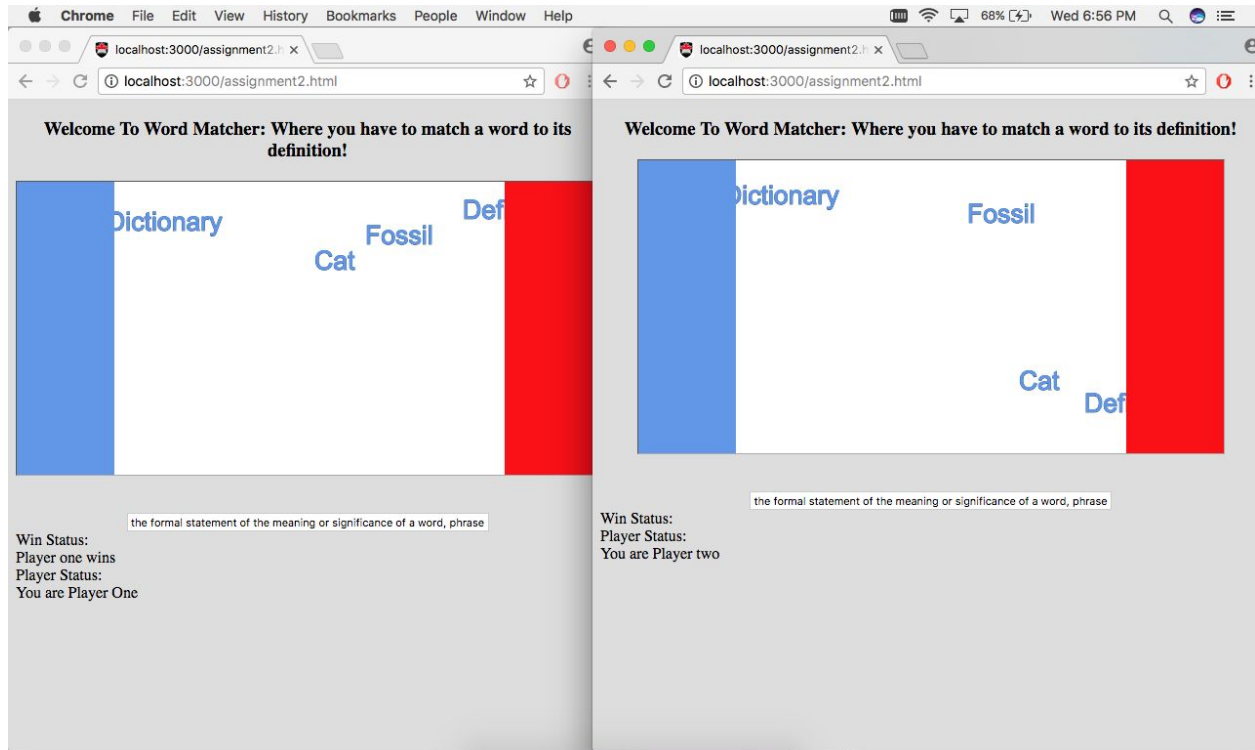 Chrome File Edit View History Bookmarks People Window Help
68% Wed 6:56 PM
localhost:3000/assignment2.h
localhost:3000/assignment2.html
Welcome To Word Matcher: Where you have to match a word to its
definition!
Dictionary
Def
Fossil
Cat
the formal statement of the meaning or significance of a word, phrase
Win Status:
Player one wins
Player Status:
You are Player One
localhost:3000/assignment2.h
localhost:3000/assignment2.html
Welcome To Word Matcher: Where you have to match a word to its definition!
Dictionary
Fossil
Cat
Def
the formal statement of the meaning or significance of a word, phrase
Win Status:
Player Status:
You are Player two